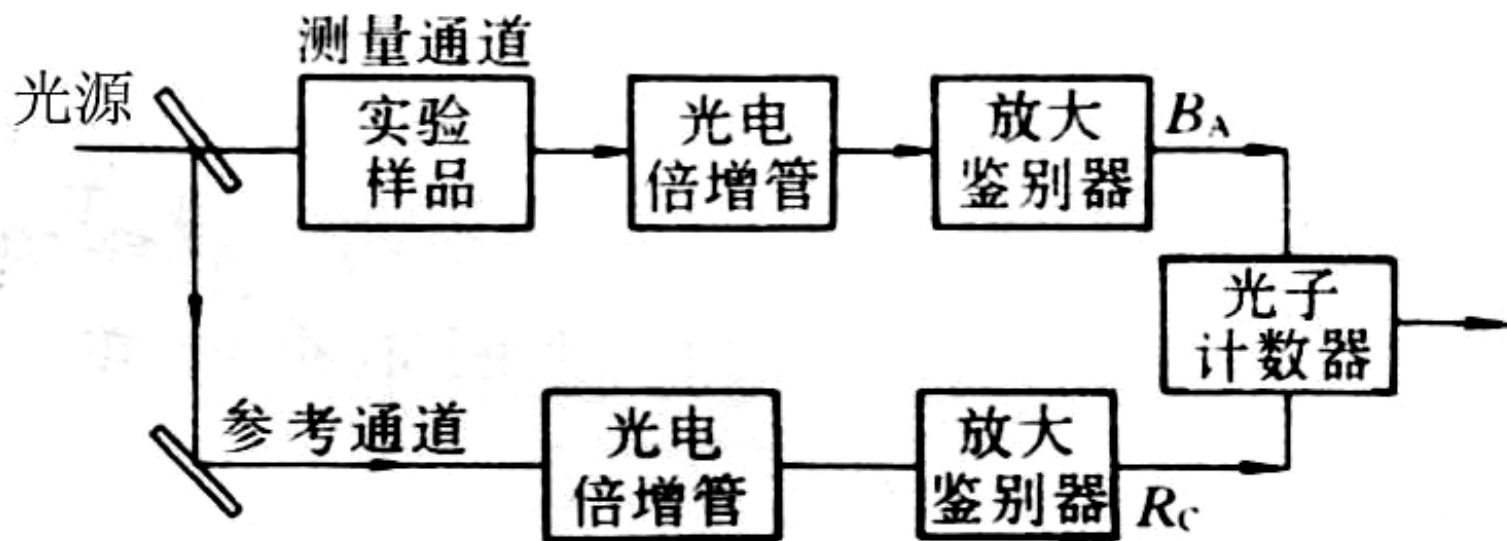 测量通道
光源
实验
样品
光电
倍增管
放大
鉴别器
B_A
光子
计数器
参考通道
光电
倍增管
放大
鉴别器
R_C